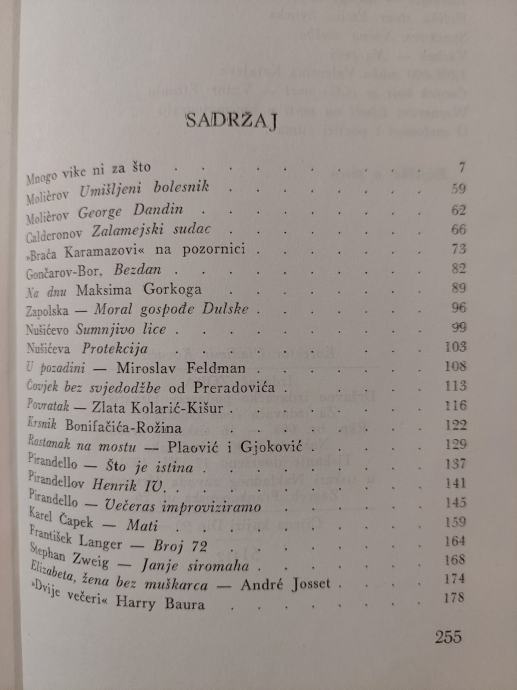 SADRŽAJ
Mnogo vike ni za što . . . . . . . . . . 7
Molièrov Umišljeni bolesnik . . . . . . . 59
Molièrov George Dandin . . . . . . . . 62
Calderonov Zalamejski sudac . . . . . . . 66
»Braća Karamazovi« na pozornici . . . . . . 73
Gončarov-Bor, Bezdan . . . . . . . . . 82
Na dnu Maksima Gorkoga . . . . . . . 89
Zapolska — Moral gospođe Dulske . . . . . . 96
Nušićevo Sumnjivo lice . . . . . . . . . 99
Nušićeva Protekcija . . . . . . . . . 103
U pozadini — Miroslav Feldman . . . . . . 108
Čovjek bez svjedodžbe od Preradovića . . . . . 113
Povratak — Zlata Kolarić-Kišur . . . . . . . 116
Krsnik Bonifačića-Rožina . . . . . . . . 122
Rastanak na mostu — Plaović i Gjoković . . . . 129
Pirandello — Što je istina . . . . . . . . 137
Pirandellov Henrik IV. . . . . . . . . . 141
Pirandello — Večeras improviziramo . . . . . 145
Karel Čapek — Mati . . . . . . . . . 159
František Langer — Broj 72 . . . . . . . 164
Stephan Zweig — Janje siromaha . . . . . . 168
Elizabeta, žena bez muškarca — André Josset . . . . 174
»Dvije večeri« Harry Baura . . . . . . . 178
255